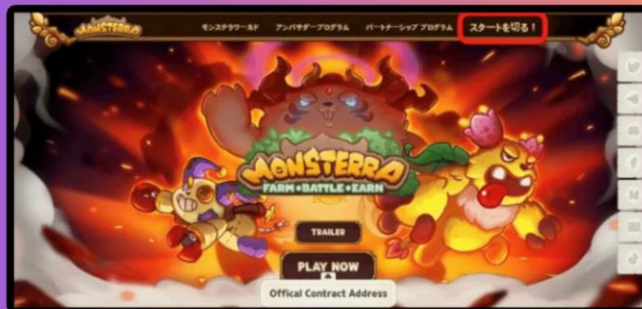 MONSTERRA
モンステラワールド アンバサダープログラム パートナーシップ プログラム スタートを切る！
MONSTERRA
FARM•BATTLE•EARN
TRAILER
PLAY NOW
Offical Contract Address